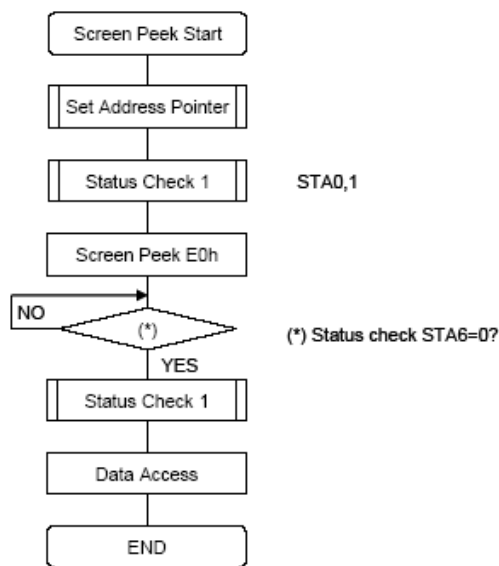 Screen Peek Start
Set Address Pointer
Status Check 1
STA0,1
Screen Peek E0h
NO
(*)
(*) Status check STA6=0?
YES
Status Check 1
Data Access
END